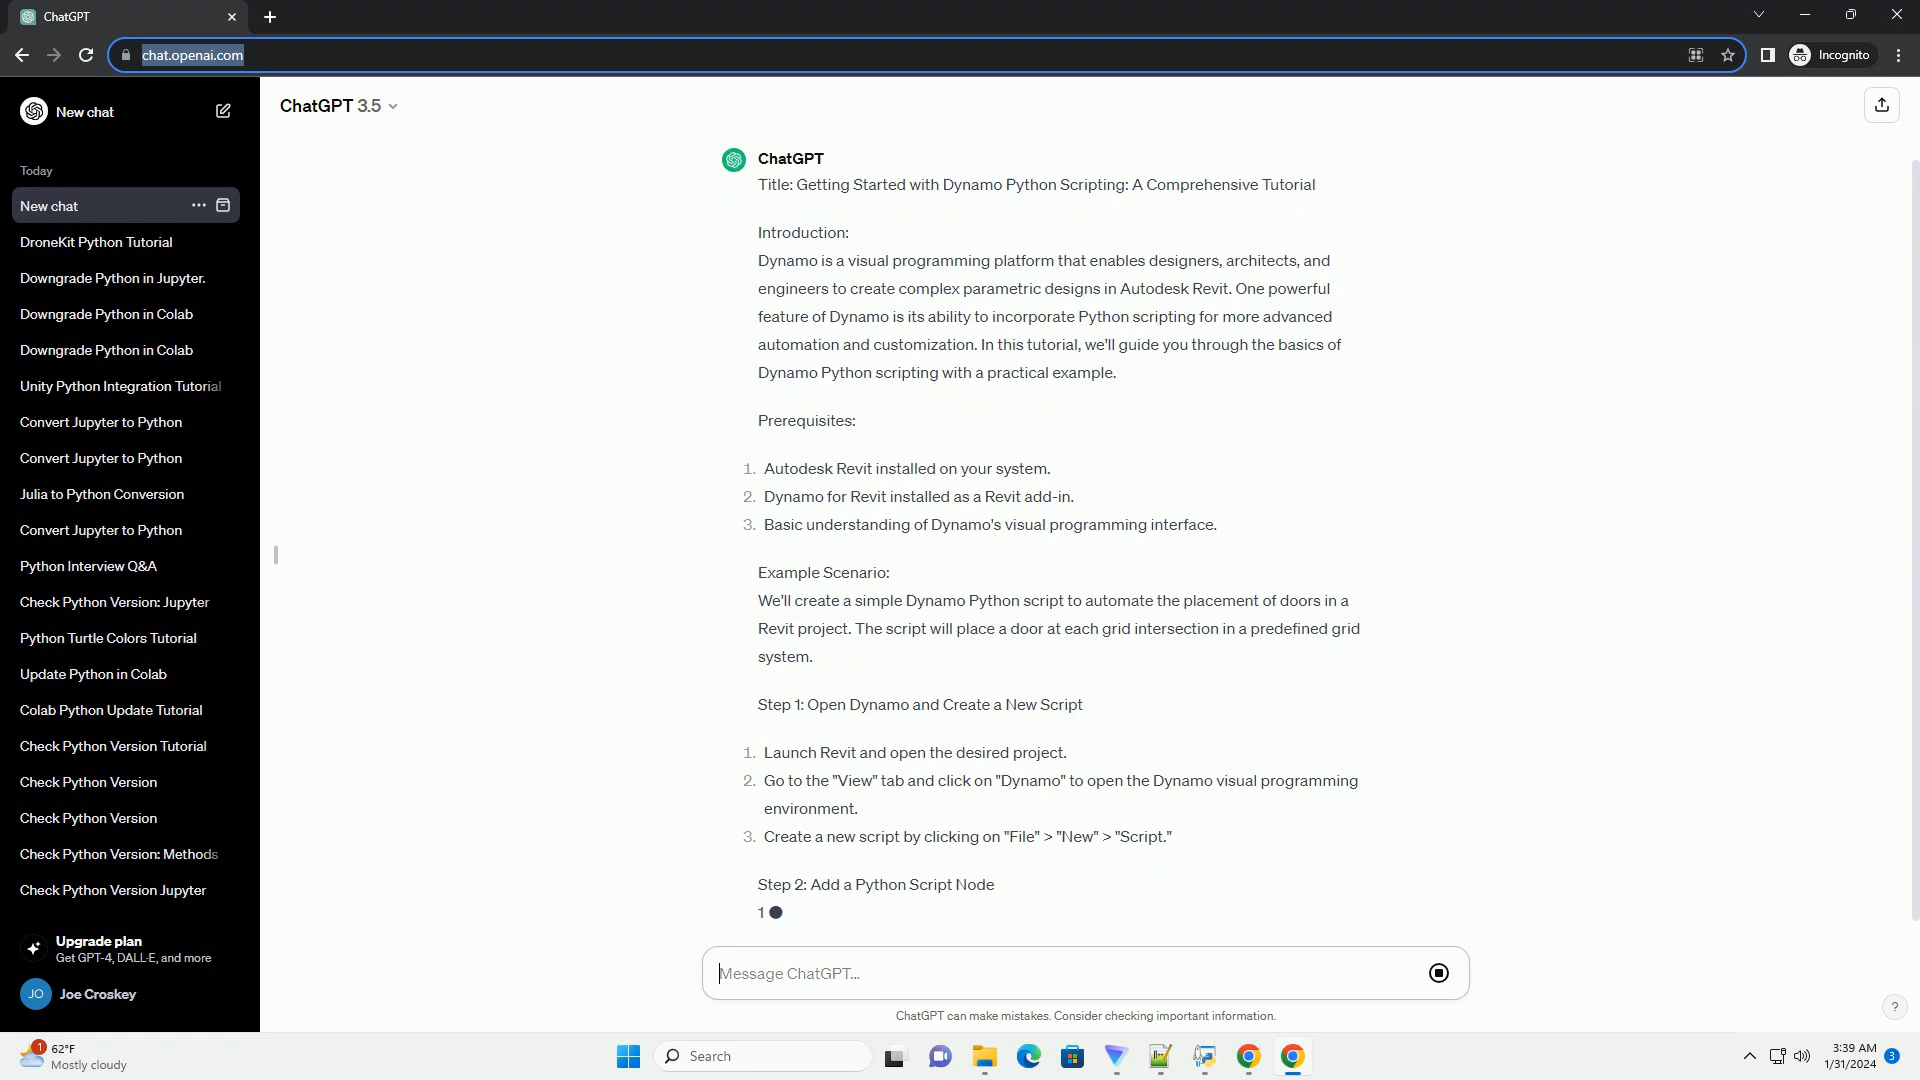 ChatGPT
chat.openai.com
Incognito
New chat
ChatGPT 3.5
Today
New chat
DroneKit Python Tutorial
Downgrade Python in Jupyter.
Downgrade Python in Colab
Downgrade Python in Colab
Unity Python Integration Tutorial
Convert Jupyter to Python
Convert Jupyter to Python
Julia to Python Conversion
Convert Jupyter to Python
Python Interview Q&A
Check Python Version: Jupyter
Python Turtle Colors Tutorial
Update Python in Colab
Colab Python Update Tutorial
Check Python Version Tutorial
Check Python Version
Check Python Version
Check Python Version: Methods
Check Python Version Jupyter
Upgrade plan
Get GPT-4, DALL·E, and more
JO Joe Croskey
ChatGPT
Title: Getting Started with Dynamo Python Scripting: A Comprehensive Tutorial
Introduction:
Dynamo is a visual programming platform that enables designers, architects, and
engineers to create complex parametric designs in Autodesk Revit. One powerful
feature of Dynamo is its ability to incorporate Python scripting for more advanced
automation and customization. In this tutorial, we'll guide you through the basics of
Dynamo Python scripting with a practical example.
Prerequisites:
1. Autodesk Revit installed on your system.
2. Dynamo for Revit installed as a Revit add-in.
3. Basic understanding of Dynamo's visual programming interface.
Example Scenario:
We'll create a simple Dynamo Python script to automate the placement of doors in a
Revit project. The script will place a door at each grid intersection in a predefined grid
system.
Step 1: Open Dynamo and Create a New Script
1. Launch Revit and open the desired project.
2. Go to the "View" tab and click on "Dynamo" to open the Dynamo visual programming
environment.
3. Create a new script by clicking on "File" > "New" > "Script."
Step 2: Add a Python Script Node
1
Message ChatGPT...
ChatGPT can make mistakes. Consider checking important information.
?
1
62°F
Mostly cloudy
Search
3:39 AM
1/31/2024
3